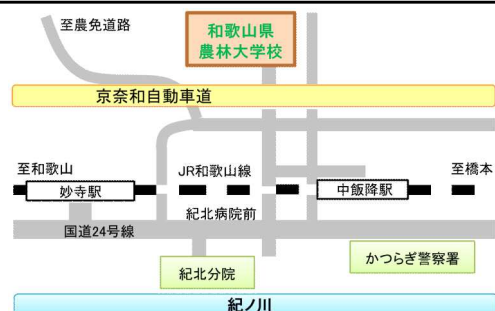 至農免道路
和歌山県
農林大学校
京奈和自動車道
至和歌山
JR和歌山線
至橋本
妙寺駅
中飯降駅
紀北病院前
国道24号線
紀北分院
かつらぎ警察署
紀ノ川